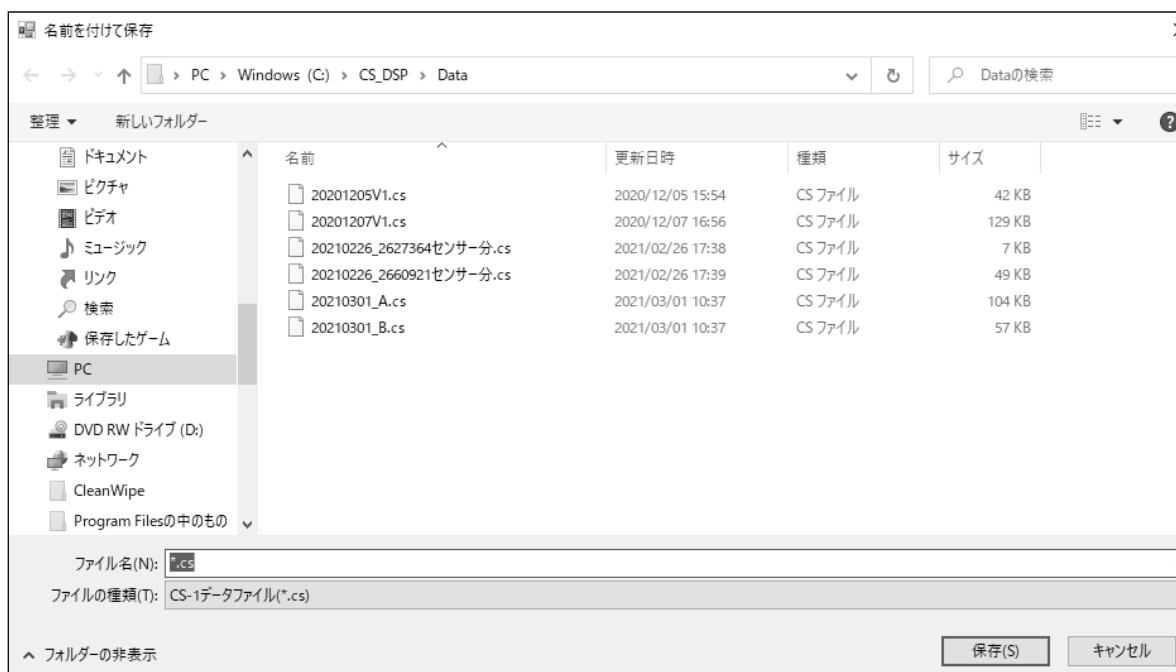 名前を付けて保存
PC > Windows (C:) > CS_DSP > Data
Dataの検索
整理 新しいフォルダー
ドキュメント
ピクチャ
ビデオ
ミュージック
リンク
検索
保存したゲーム
PC
ライブラリ
DVD RW ドライブ (D:)
ネットワーク
CleanWipe
Program Filesの中のもの
名前 更新日時 種類 サイズ
20201205V1.cs 2020/12/05 15:54 CS ファイル 42 KB
20201207V1.cs 2020/12/07 16:56 CS ファイル 129 KB
20210226_2627364センサー分.cs 2021/02/26 17:38 CS ファイル 7 KB
20210226_2660921センサー分.cs 2021/02/26 17:39 CS ファイル 49 KB
20210301_A.cs 2021/03/01 10:37 CS ファイル 104 KB
20210301_B.cs 2021/03/01 10:37 CS ファイル 57 KB
ファイル名(N): *.cs
ファイルの種類(T): CS-1データファイル(*.cs)
フォルダーの非表示
保存(S) キャンセル